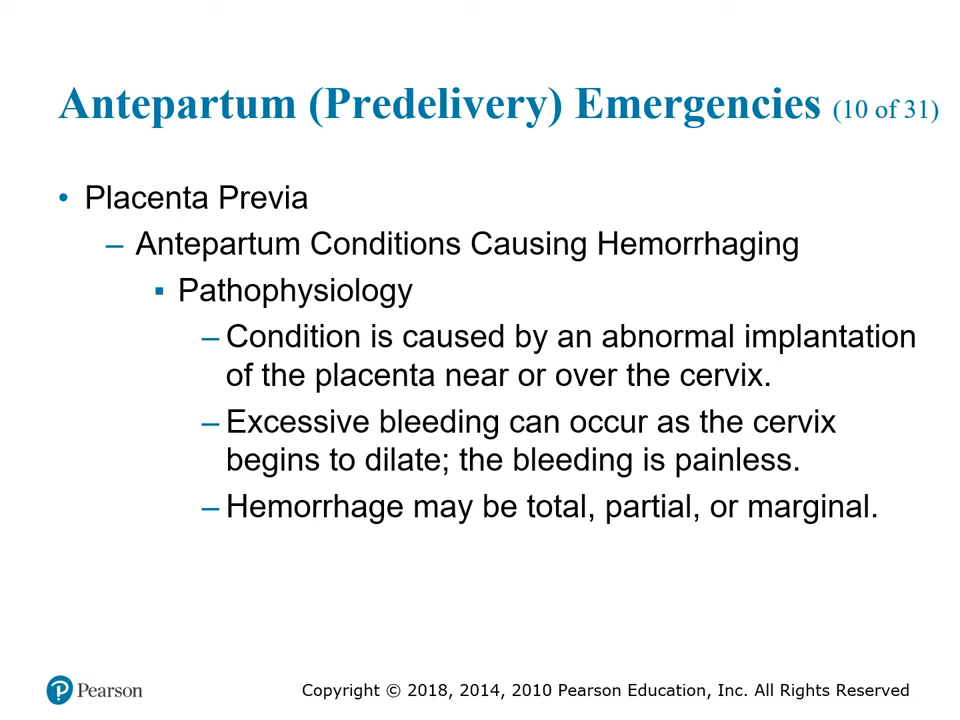 Antepartum (Predelivery) Emergencies (10 of 31)
• Placenta Previa
– Antepartum Conditions Causing Hemorrhaging
▪ Pathophysiology
– Condition is caused by an abnormal implantation
of the placenta near or over the cervix.
– Excessive bleeding can occur as the cervix
begins to dilate; the bleeding is painless.
– Hemorrhage may be total, partial, or marginal.
Pearson
Copyright © 2018, 2014, 2010 Pearson Education, Inc. All Rights Reserved